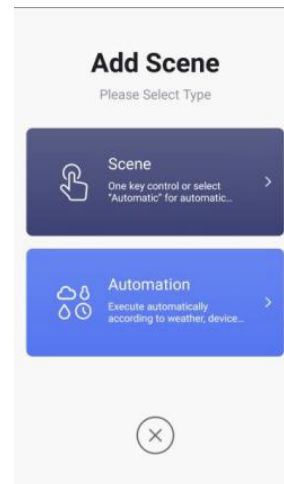 Add Scene
Please Select Type
Scene
One key control or select
"Automatic" for automatic...
Automation
Execute automatically
according to weather, device...